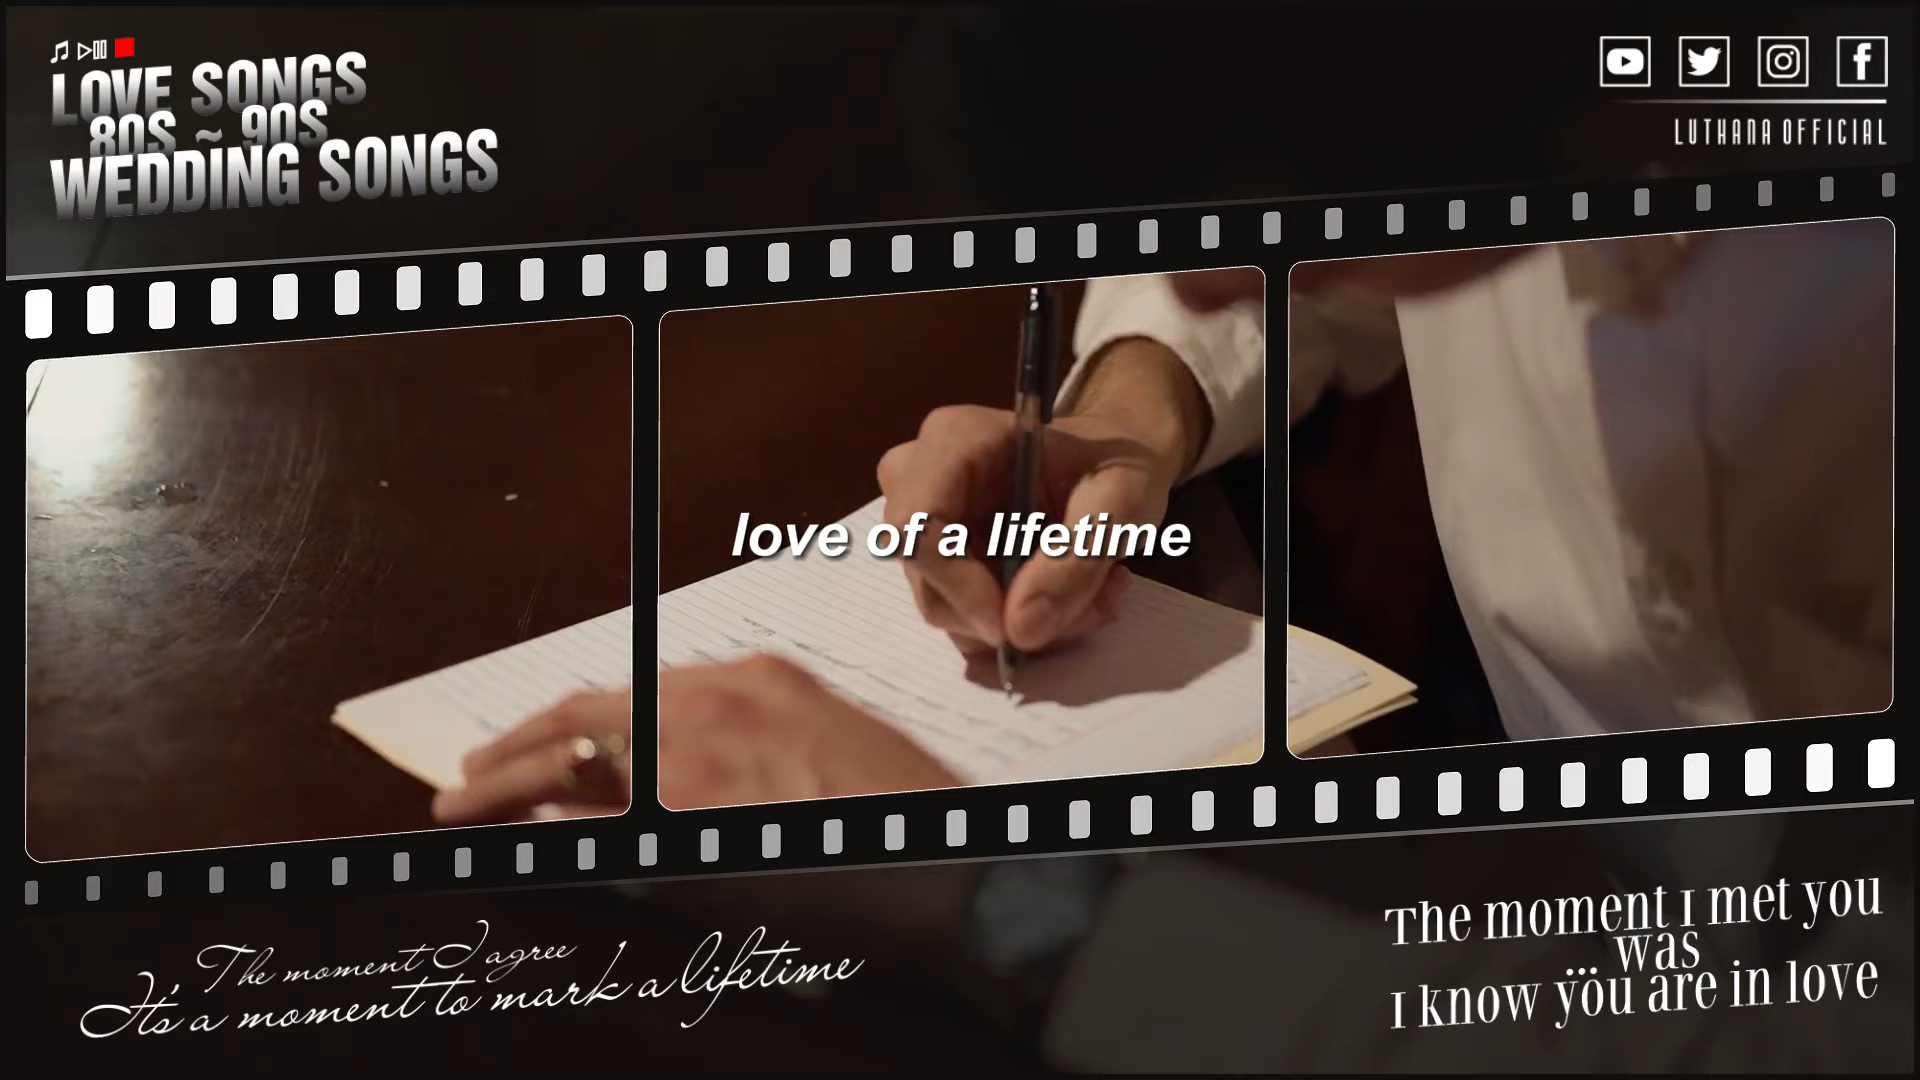 LOVE SONGS
80S ~ 90S
WEDDING SONGS
LUTHANA OFFICIAL
love of a lifetime
The moment I agree
It's a moment to mark a lifetime
The moment I met you
was
I know you are in love